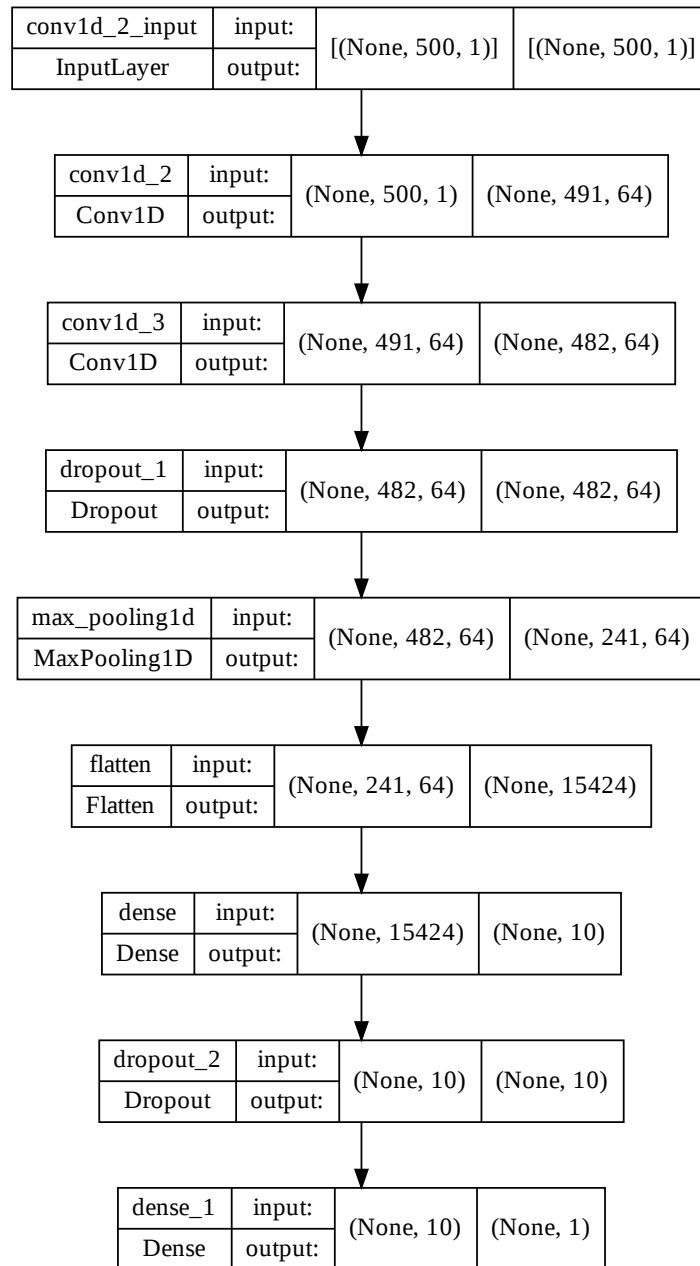 conv1d_2_input input: [(None, 500, 1)] [(None, 500, 1)]
InputLayer output:
conv1d_2 input: (None, 500, 1) (None, 491, 64)
Conv1D output:
conv1d_3 input: (None, 491, 64) (None, 482, 64)
Conv1D output:
dropout_1 input: (None, 482, 64) (None, 482, 64)
Dropout output:
max_pooling1d input: (None, 482, 64) (None, 241, 64)
MaxPooling1D output:
flatten input: (None, 241, 64) (None, 15424)
Flatten output:
dense input: (None, 15424) (None, 10)
Dense output:
dropout_2 input: (None, 10) (None, 10)
Dropout output:
dense_1 input: (None, 10) (None, 1)
Dense output: